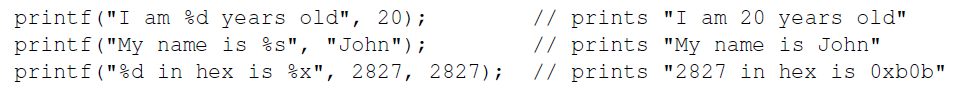 printf("I am %d years old", 20);        // prints "I am 20 years old"
printf("My name is %s", "John");        // prints "My name is John"
printf("%d in hex is %x", 2827, 2827);  // prints "2827 in hex is 0xb0b"